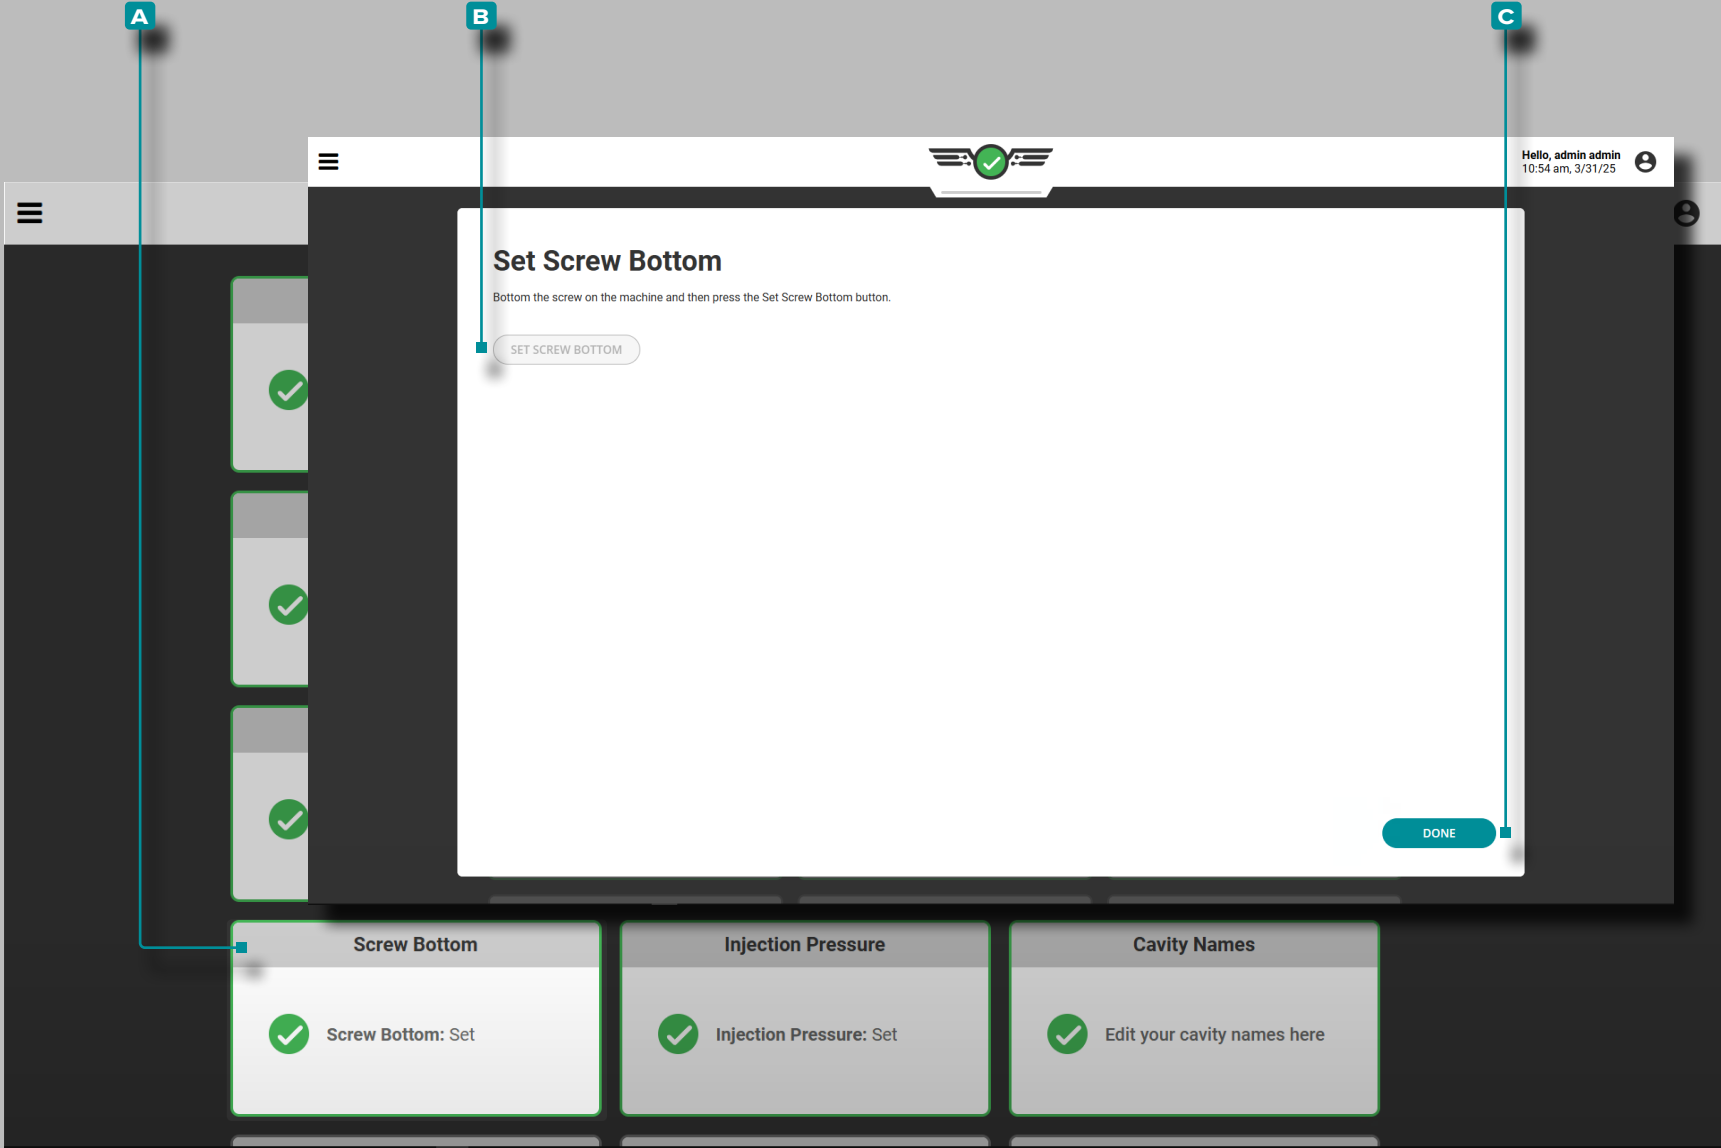 A
B
C
Hello, admin admin
10:54 am, 3/31/25
Set Screw Bottom
Bottom the screw on the machine and then press the Set Screw Bottom button.
SET SCREW BOTTOM
DONE
Screw Bottom
Injection Pressure
Cavity Names
Screw Bottom: Set
Injection Pressure: Set
Edit your cavity names here